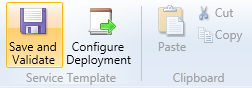 Save and
Validate
Configure
Deployment
Service Template
Paste
Cut
Copy
Clipboard